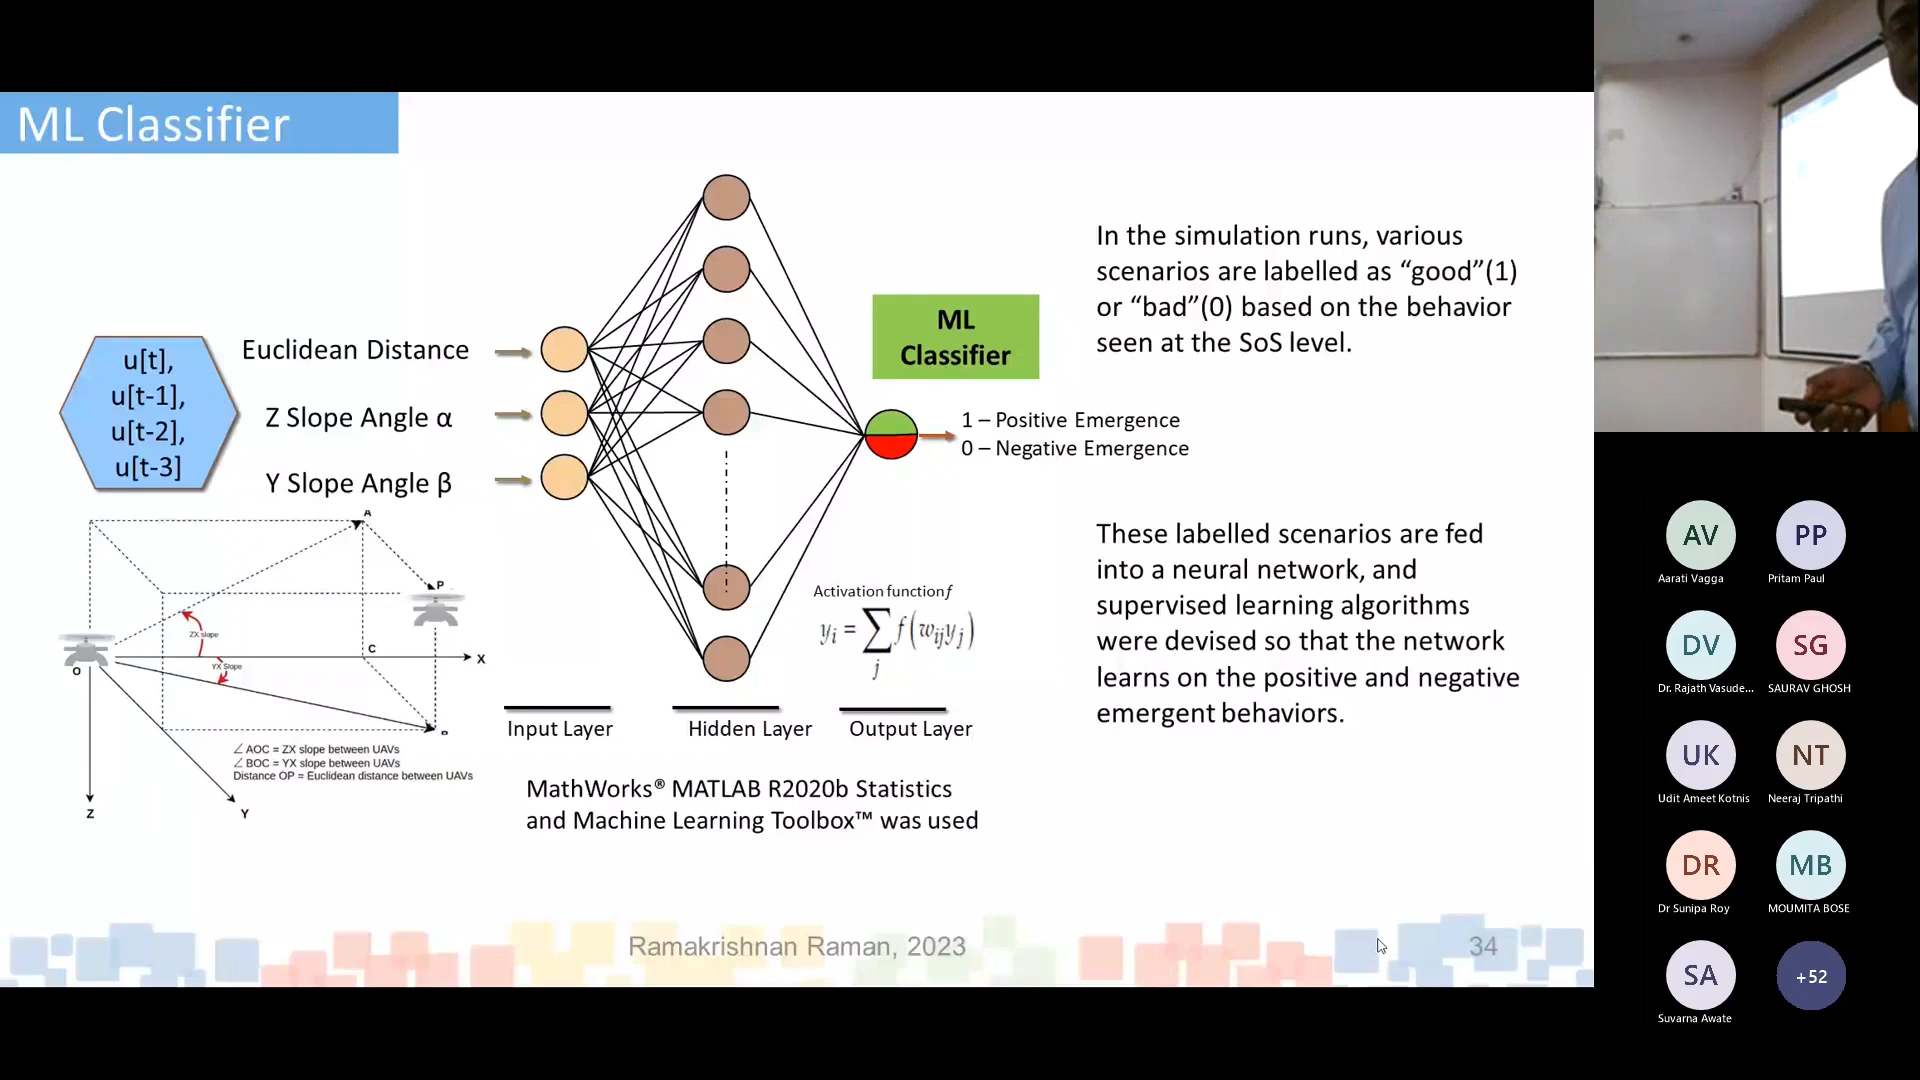 ML Classifier
u[t],
u[t-1],
u[t-2],
u[t-3]
Euclidean Distance
Z Slope Angle α
Y Slope Angle β
ML
Classifier
1 – Positive Emergence
0 – Negative Emergence
Activation function f
yᵢ = ∑ⱼ f(wᵢⱼyⱼ)
Input Layer
Hidden Layer
Output Layer
MathWorks® MATLAB R2020b Statistics
and Machine Learning Toolbox™ was used
A
P
ZX slope
C
X
YX Slope
O
∠ AOC = ZX slope between UAVs
∠ BOC = YX slope between UAVs
Distance OP = Euclidean distance between UAVs
Z
Y
In the simulation runs, various
scenarios are labelled as “good”(1)
or “bad”(0) based on the behavior
seen at the SoS level.
These labelled scenarios are fed
into a neural network, and
supervised learning algorithms
were devised so that the network
learns on the positive and negative
emergent behaviors.
Ramakrishnan Raman, 2023
34
AV
Aarati Vagga
PP
Pritam Paul
DV
Dr. Rajath Vasude...
SG
SAURAV GHOSH
UK
Udit Ameet Kotnis
NT
Neeraj Tripathi
DR
Dr Sunipa Roy
MB
MOUMITA BOSE
SA
Suvarna Awate
+52